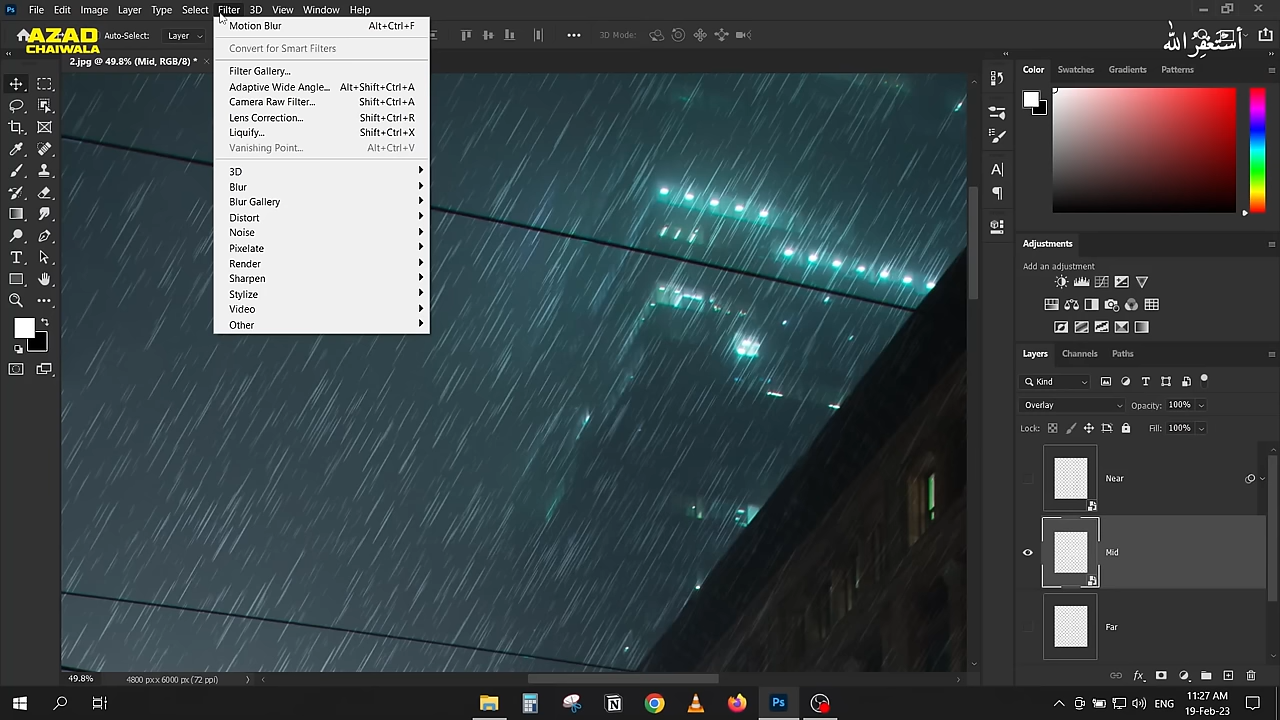 Ps File Edit Image Layer Type Select Filter 3D View Window Help
AZAD
CHAIWALA
Auto-Select: Layer
3D Mode:
أستغفر الله
2.jpg @ 49.8% (Mid, RGB/8) *
Motion Blur Alt+Ctrl+F
Convert for Smart Filters
Filter Gallery...
Adaptive Wide Angle... Alt+Shift+Ctrl+A
Camera Raw Filter... Shift+Ctrl+A
Lens Correction... Shift+Ctrl+R
Liquify... Shift+Ctrl+X
Vanishing Point... Alt+Ctrl+V
3D
Blur
Blur Gallery
Distort
Noise
Pixelate
Render
Sharpen
Stylize
Video
Other
Color Swatches Gradients Patterns
Adjustments
Add an adjustment
Layers Channels Paths
Kind
Overlay Opacity: 100%
Lock: Fill: 100%
Near
Mid
Far
49.8% 4800 px x 6000 px (72 ppi)
ENG
11:27 AM
19-Feb-23